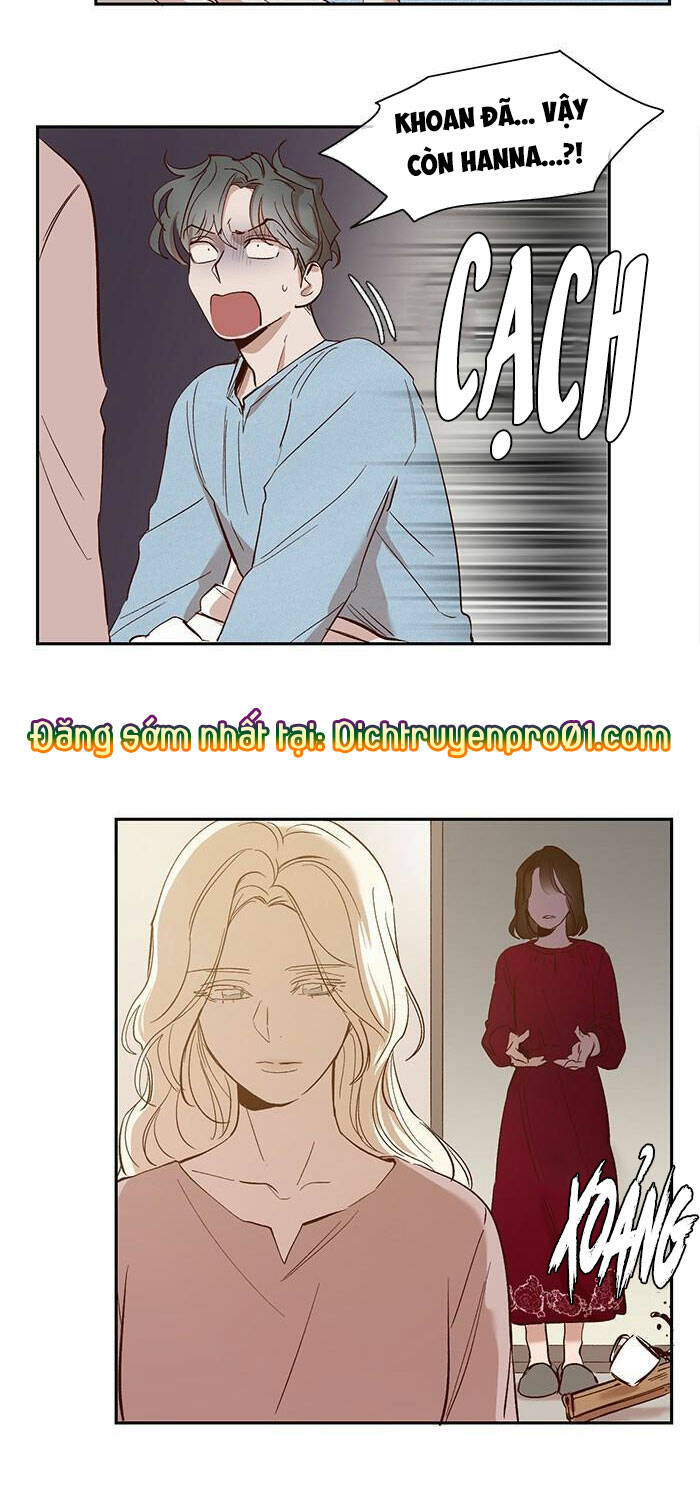 KHOAN ĐÃ... VẬY
CÒN HANNA...?!
CẠCH
Đăng sớm nhất tại: Dichtruyenpro01.com
XOẢNG